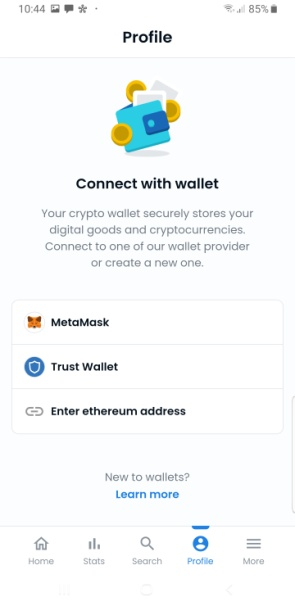 10:44 85%
Profile
Connect with wallet
Your crypto wallet securely stores your
digital goods and cryptocurrencies.
Connect to one of our wallet provider
or create a new one.
MetaMask
Trust Wallet
Enter ethereum address
New to wallets?
Learn more
Home Stats Search Profile More